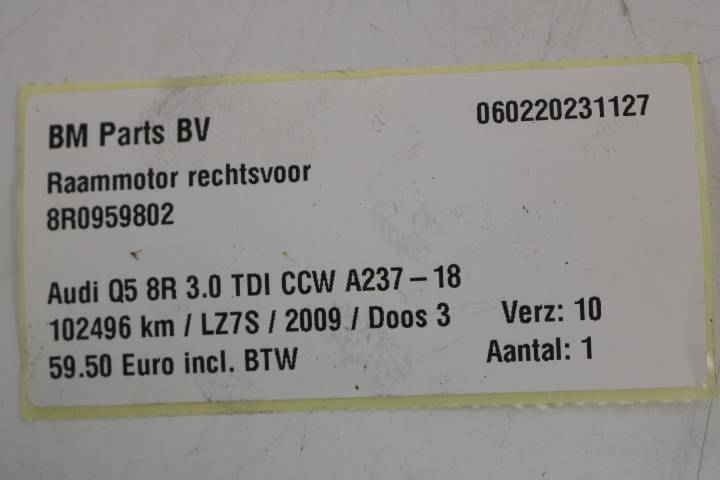 BM Parts BV
060220231127
Raammotor rechtsvoor
8R0959802
Audi Q5 8R 3.0 TDI CCW A237 – 18
102496 km / LZ7S / 2009 / Doos 3 Verz: 10
59.50 Euro incl. BTW Aantal: 1